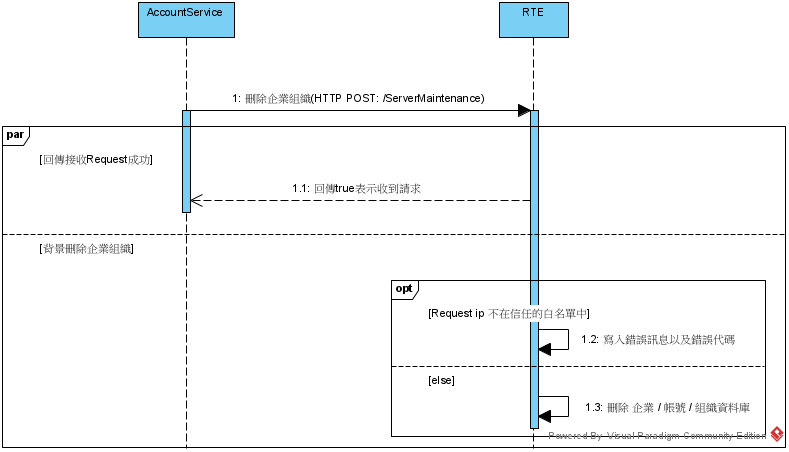 AccountService
RTE
1: 刪除企業組織(HTTP POST: /ServerMaintenance)
par
[回傳接收Request成功]
1.1: 回傳true表示收到請求
[背景刪除企業組織]
opt
[Request ip 不在信任的白名單中]
1.2: 寫入錯誤訊息以及錯誤代碼
[else]
1.3: 刪除 企業 / 帳號 / 組織資料庫
Powered By Visual Paradigm Community Edition